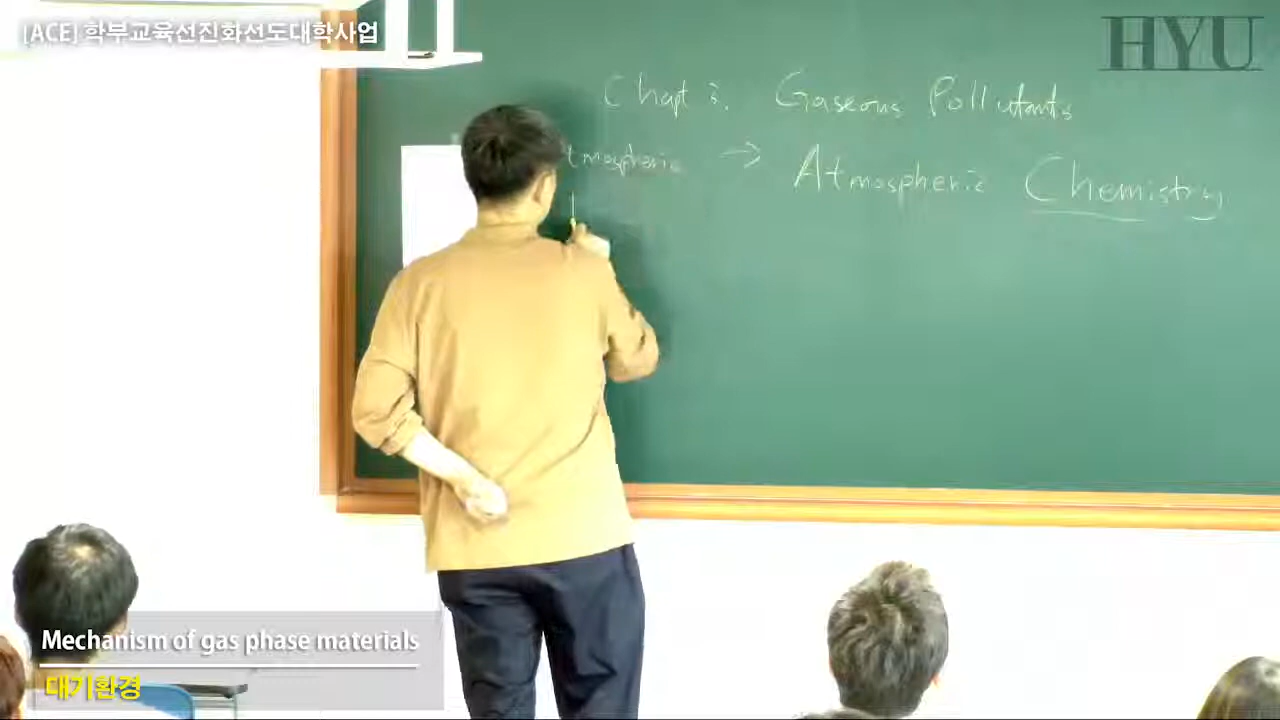 [ACE] 학부교육선진화선도대학사업
HYU
Chapt 3. Gaseous Pollutants
tmospheric → Atmospheric Chemistry
Mechanism of gas phase materials
대기환경